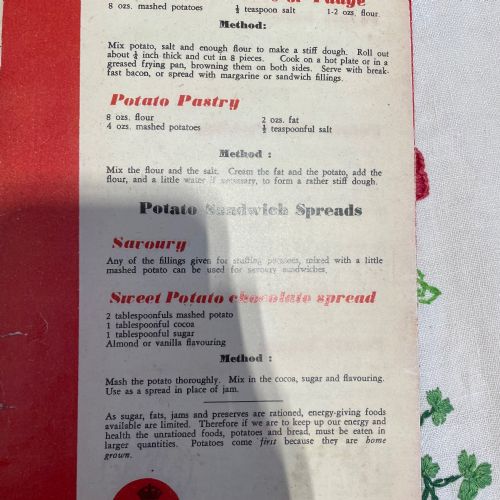 8 ozs. mashed potatoes ½ teaspoon salt 1-2 ozs. flour
Method:
Mix potato, salt and enough flour to make a stiff dough. Roll out
about ¼ inch thick and cut in 8 pieces. Cook on a hot plate or in a
greased frying pan, browning them on both sides. Serve with break-
fast bacon, or spread with margarine or sandwich fillings.
Potato Pastry
8 ozs. flour 2 ozs. fat
4 ozs. mashed potatoes ½ teaspoonful salt
Method :
Mix the flour and the salt. Cream the fat and the potato, add the
flour, and a little water if necessary, to form a rather stiff dough.
Potato Sandwich Spreads
Savoury
Any of the fillings given for stuffing potatoes, mixed with a little
mashed potato can be used for savoury sandwiches.
Sweet Potato chocolate spread
2 tablespoonfuls mashed potato
1 tablespoonful cocoa
1 tablespoonful sugar
Almond or vanilla flavouring
Method :
Mash the potato thoroughly. Mix in the cocoa, sugar and flavouring.
Use as a spread in place of jam.
As sugar, fats, jams and preserves are rationed, energy-giving foods
available are limited. Therefore if we are to keep up our energy and
health the unrationed foods, potatoes and bread, must be eaten in
larger quantities. Potatoes come first because they are home
grown.